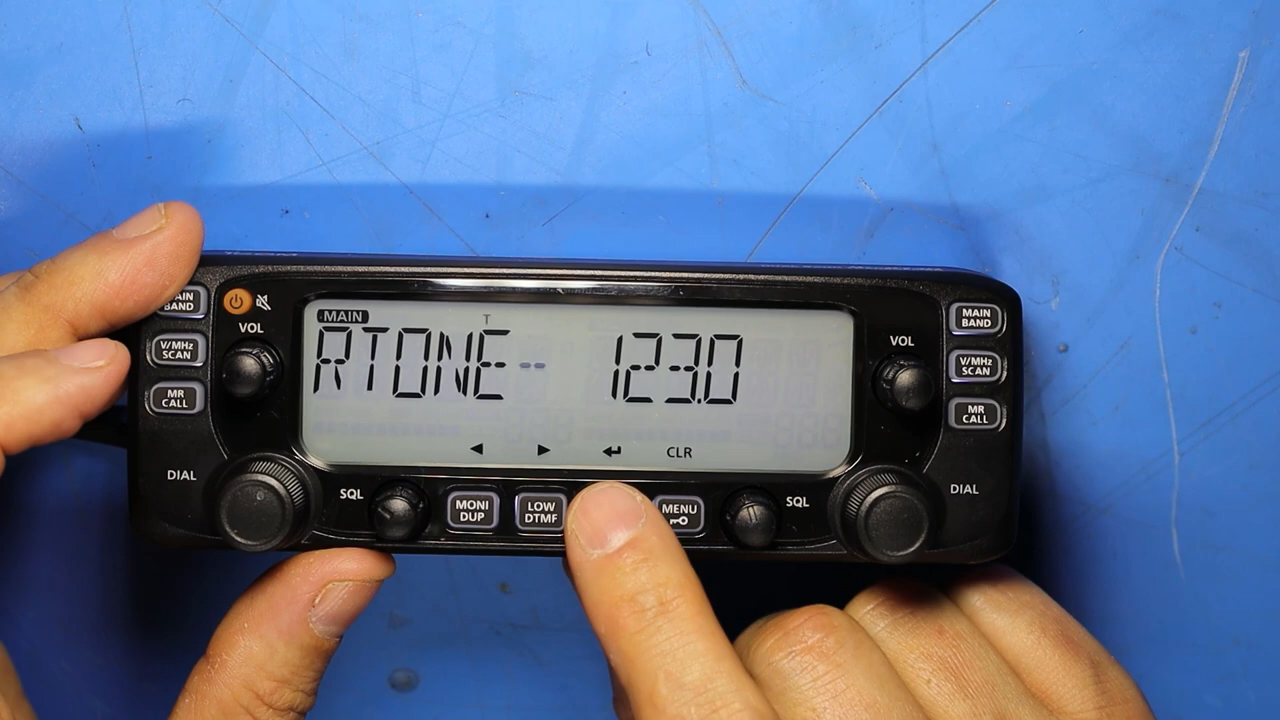 MAIN T
RTONE-- 123.0
◄ ► ↵ CLR
AIN BAND
V/MHz SCAN
MR CALL
VOL
DIAL
SQL
MONI DUP
LOW DTMF
MENU
SQL
VOL
MAIN BAND
V/MHz SCAN
MR CALL
DIAL